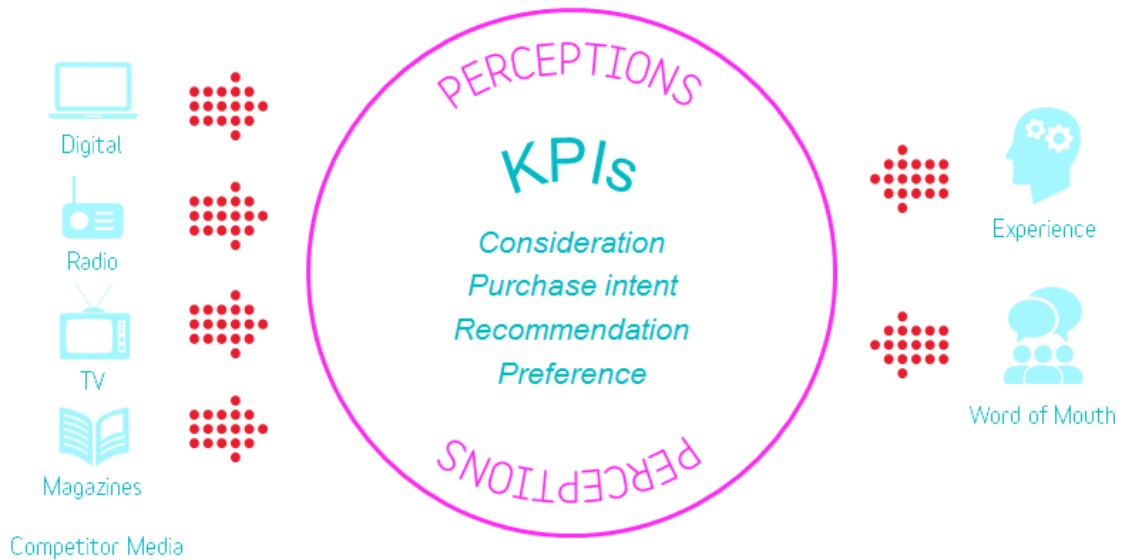 PERCEPTIONS
KPIs
Consideration
Purchase intent
Recommendation
Preference
PERCEPTIONS
Digital
Radio
TV
Magazines
Competitor Media
Experience
Word of Mouth